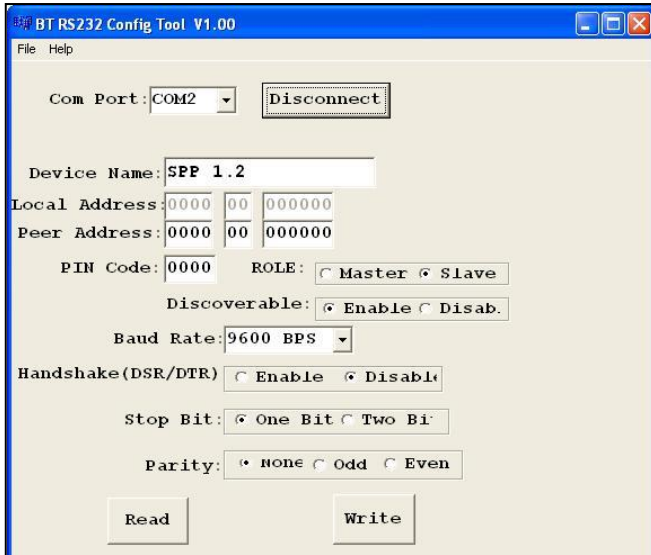 BT RS232 Config Tool V1.00
File Help
Com Port: COM2 Disconnect
Device Name: SPP 1.2
Local Address: 0000 00 000000
Peer Address: 0000 00 000000
PIN Code: 0000 ROLE: Master Slave
Discoverable: Enable Disab.
Baud Rate: 9600 BPS
Handshake(DSR/DTR) Enable Disable
Stop Bit: One Bit Two Bi
Parity: None Odd Even
Read Write